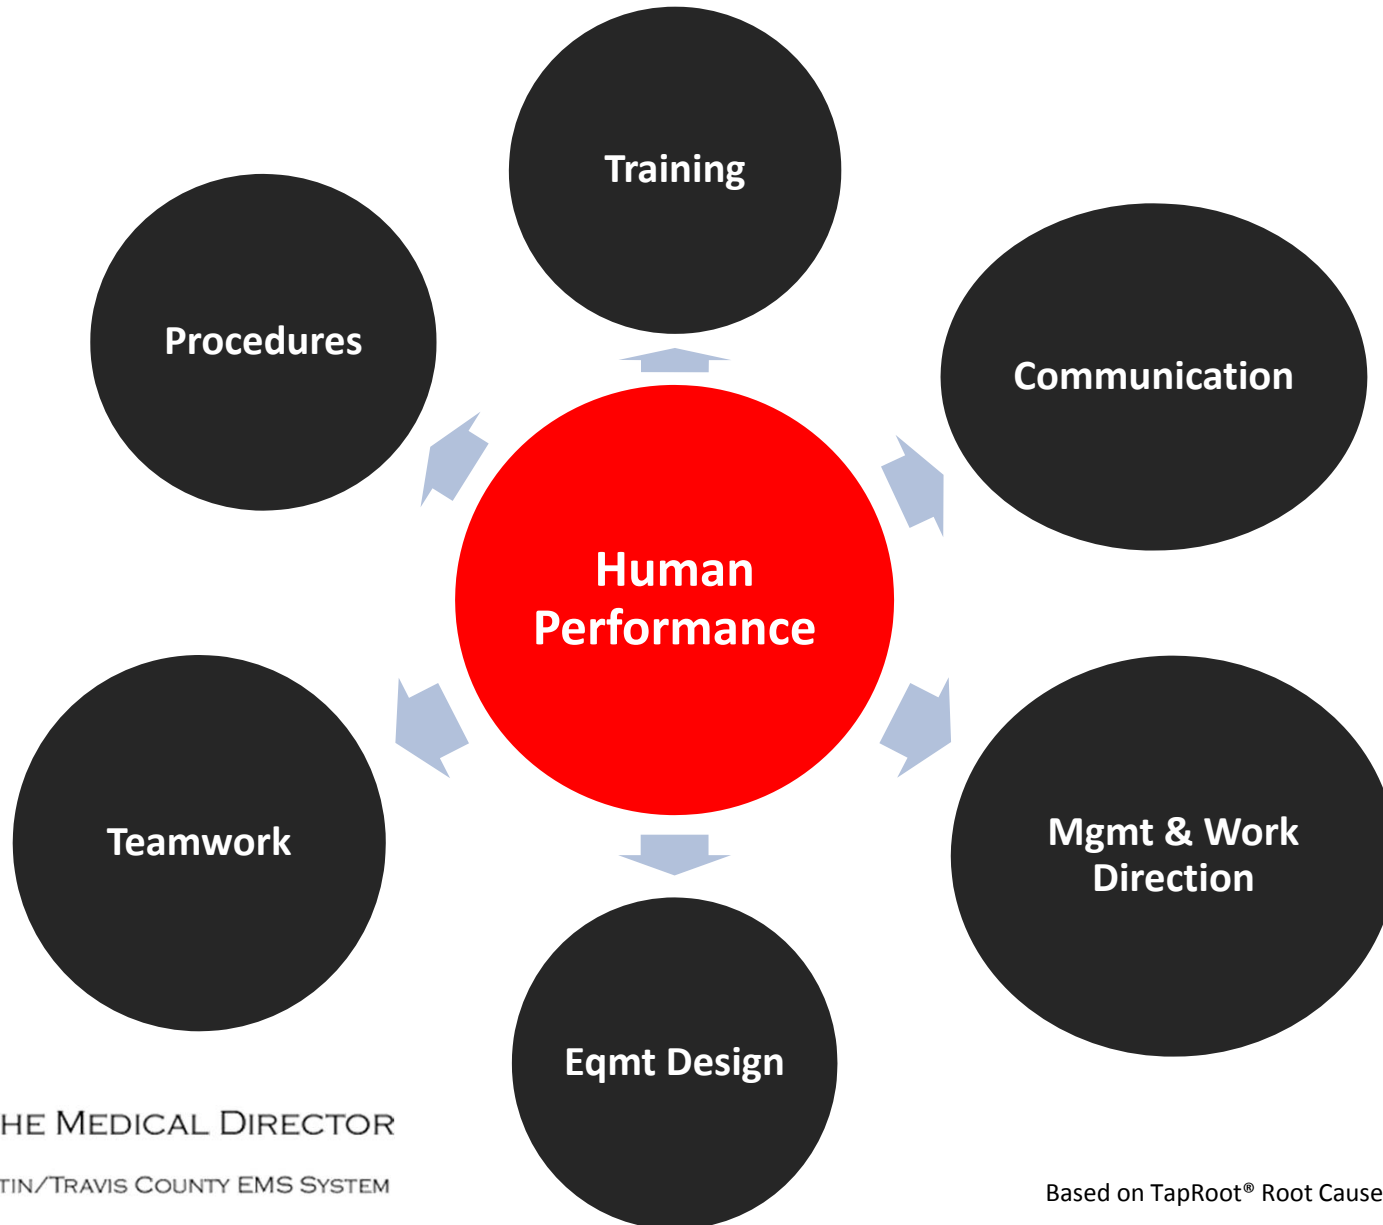 Training
Procedures
Communication
Human
Performance
Teamwork
Mgmt & Work
Direction
Eqmt Design
HE MEDICAL DIRECTOR
TIN/TRAVIS COUNTY EMS SYSTEM
Based on TapRoot® Root Cause